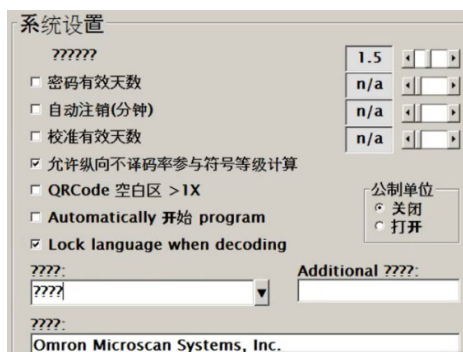 系统设置
?????? 1.5
密码有效天数 n/a
自动注销(分钟) n/a
校准有效天数 n/a
允许纵向不译码率参与符号等级计算
QRCode 空白区 >1X
公制单位
关闭
打开
Automatically 开始 program
Lock language when decoding
????: Additional ????:
????
????:
Omron Microscan Systems, Inc.